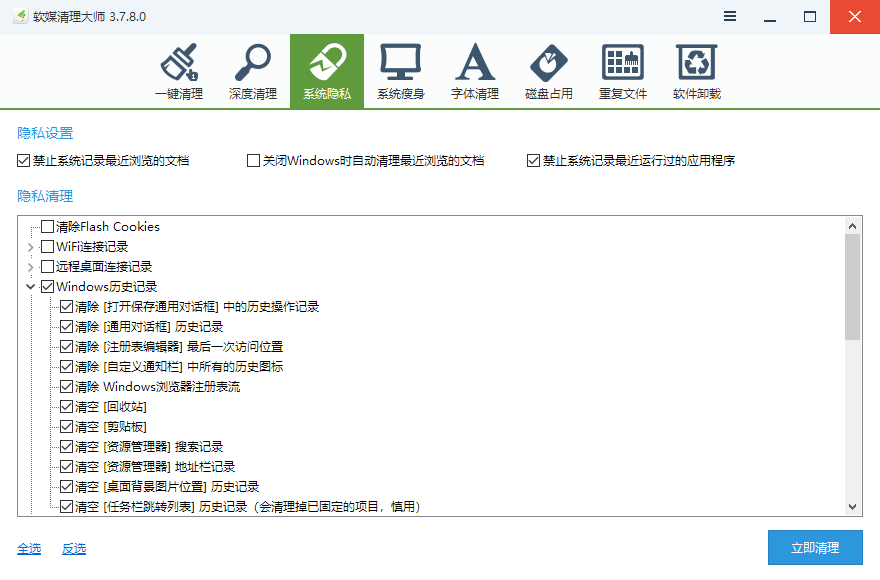 软媒清理大师 3.7.8.0
一键清理 深度清理 系统隐私 系统瘦身 字体清理 磁盘占用 重复文件 软件卸载
隐私设置
禁止系统记录最近浏览的文档 关闭Windows时自动清理最近浏览的文档 禁止系统记录最近运行过的应用程序
隐私清理
清除Flash Cookies
WiFi连接记录
远程桌面连接记录
Windows历史记录
清除 [打开保存通用对话框] 中的历史操作记录
清除 [通用对话框] 历史记录
清除 [注册表编辑器] 最后一次访问位置
清除 [自定义通知栏] 中所有的历史图标
清除 Windows浏览器注册表流
清空 [回收站]
清空 [剪贴板]
清空 [资源管理器] 搜索记录
清空 [资源管理器] 地址栏记录
清空 [桌面背景图片位置] 历史记录
清空 [任务栏跳转列表] 历史记录（会清理掉已固定的项目，慎用）
全选 反选 立即清理